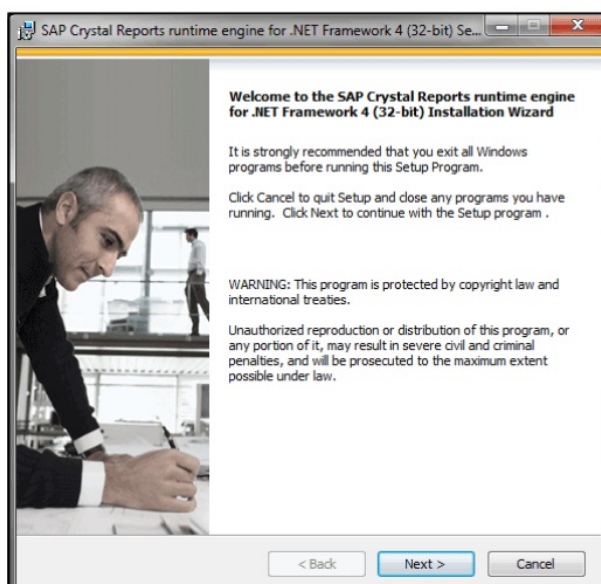 SAP Crystal Reports runtime engine for .NET Framework 4 (32-bit) Se...
Welcome to the SAP Crystal Reports runtime engine
for .NET Framework 4 (32-bit) Installation Wizard
It is strongly recommended that you exit all Windows
programs before running this Setup Program.
Click Cancel to quit Setup and close any programs you have
running. Click Next to continue with the Setup program .
WARNING: This program is protected by copyright law and
international treaties.
Unauthorized reproduction or distribution of this program, or
any portion of it, may result in severe civil and criminal
penalties, and will be prosecuted to the maximum extent
possible under law.
< Back Next > Cancel